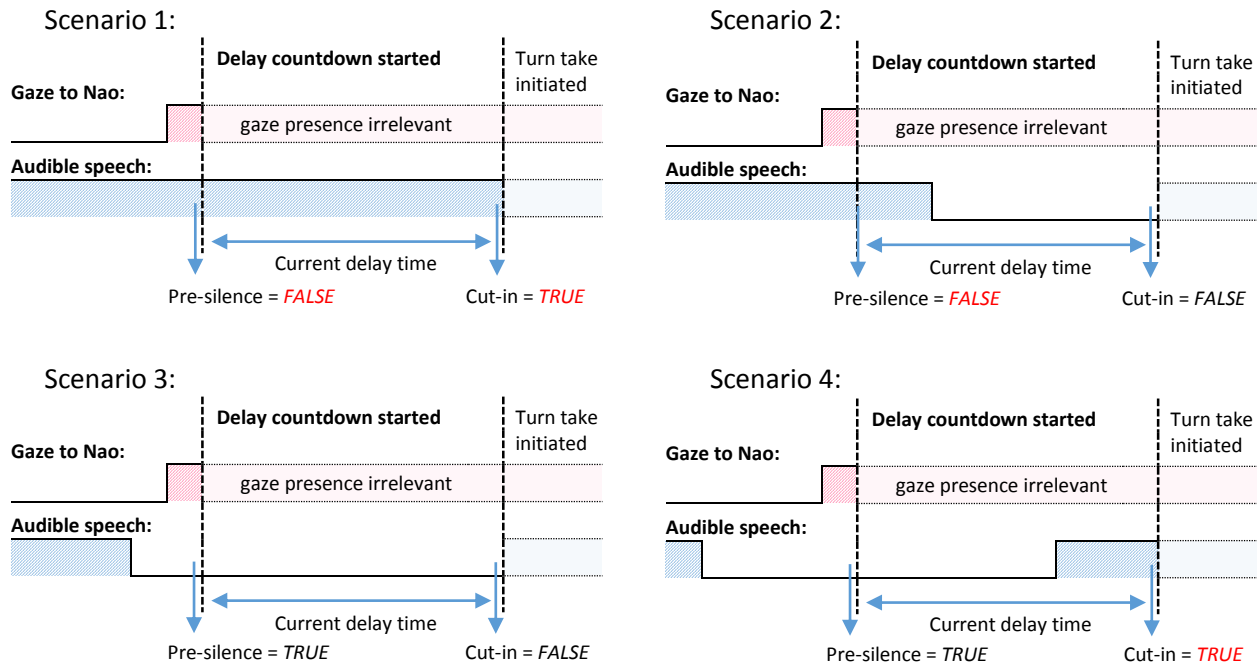 Scenario 1:
Delay countdown started
Turn take
initiated
Gaze to Nao:
gaze presence irrelevant
Audible speech:
Current delay time
Pre-silence = FALSE
Cut-in = TRUE
Scenario 2:
Delay countdown started
Turn take
initiated
Gaze to Nao:
gaze presence irrelevant
Audible speech:
Current delay time
Pre-silence = FALSE
Cut-in = FALSE
Scenario 3:
Delay countdown started
Turn take
initiated
Gaze to Nao:
gaze presence irrelevant
Audible speech:
Current delay time
Pre-silence = TRUE
Cut-in = FALSE
Scenario 4:
Delay countdown started
Turn take
initiated
Gaze to Nao:
gaze presence irrelevant
Audible speech:
Current delay time
Pre-silence = TRUE
Cut-in = TRUE